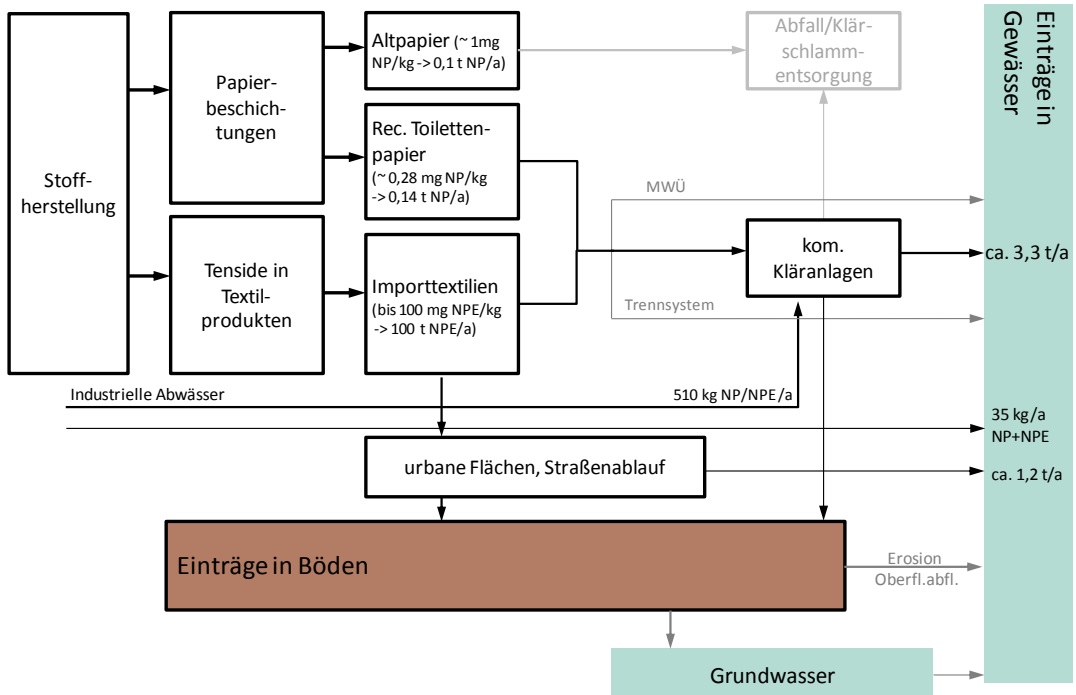 Stoff-
herstellung
Papier-
beschich-
tungen
Tenside in
Textil-
produkten
Altpapier (~ 1mg
NP/kg -> 0,1 t NP/a)
Rec. Toiletten-
papier
(~ 0,28 mg NP/kg
-> 0,14 t NP/a)
Importtextilien
(bis 100 mg NPE/kg
-> 100 t NPE/a)
Abfall/Klär-
schlamm-
entsorgung
MWÜ
kom.
Kläranlagen
Trennsystem
Einträge in
Gewässer
ca. 3,3 t/a
Industrielle Abwässer
510 kg NP/NPE/a
35 kg/a
NP+NPE
urbane Flächen, Straßenablauf
ca. 1,2 t/a
Einträge in Böden
Erosion
Oberfl.abfl.
Grundwasser